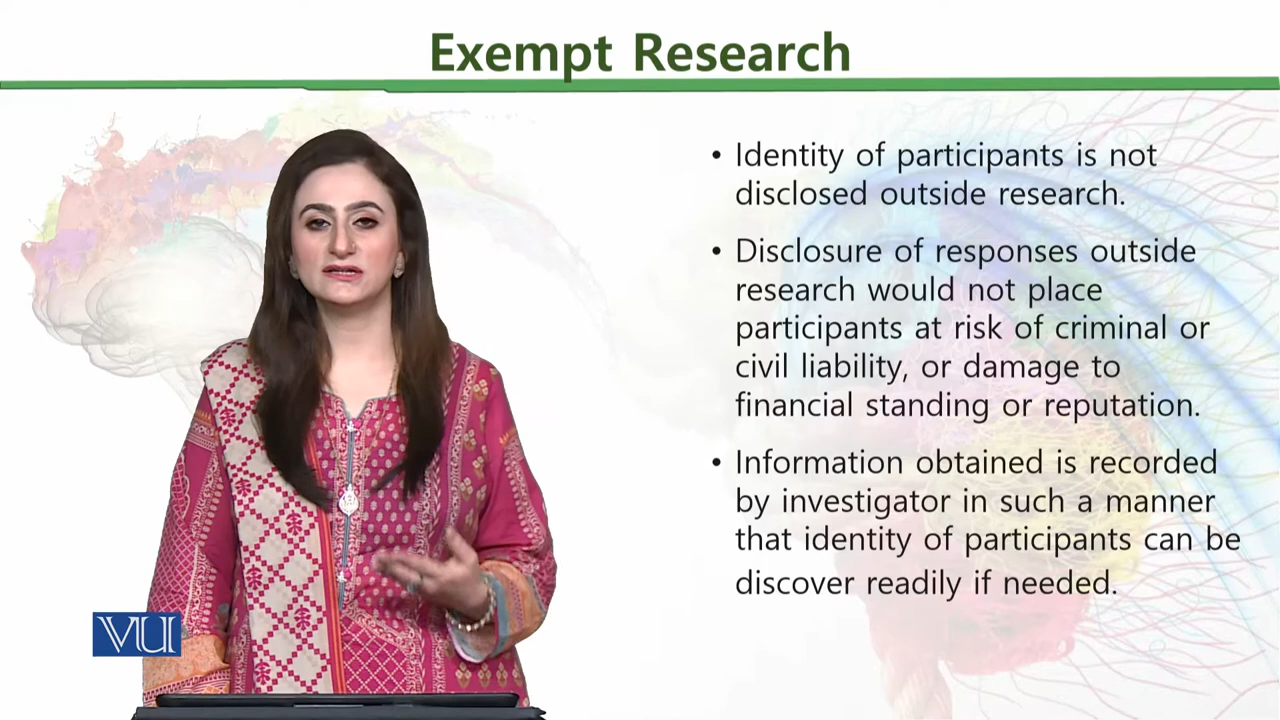 Exempt Research
• Identity of participants is not
disclosed outside research.
• Disclosure of responses outside
research would not place
participants at risk of criminal or
civil liability, or damage to
financial standing or reputation.
• Information obtained is recorded
by investigator in such a manner
that identity of participants can be
discover readily if needed.
VU